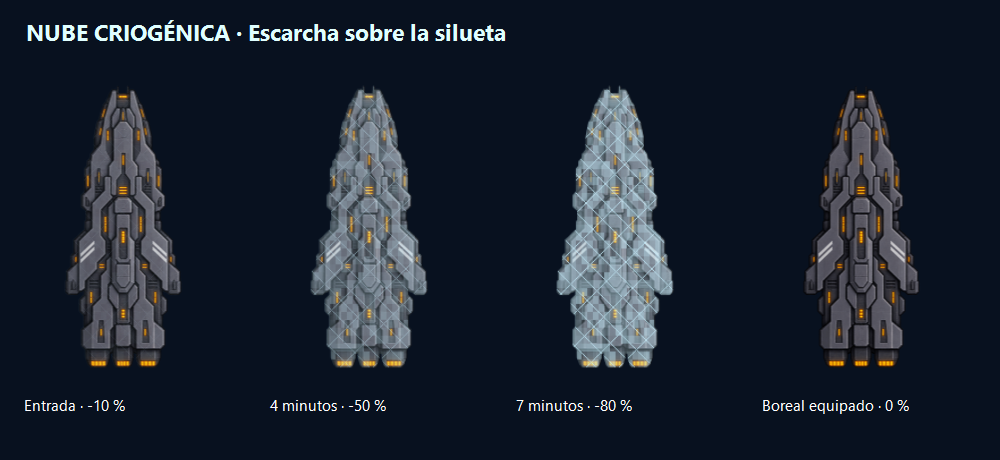 NUBE CRIOGÉNICA · Escarcha sobre la silueta
Entrada · -10 %
4 minutos · -50 %
7 minutos · -80 %
Boreal equipado · 0 %